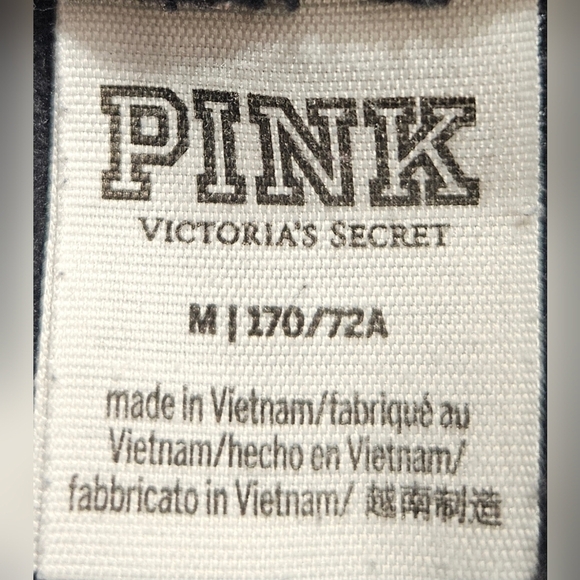 PINK
VICTORIA'S SECRET
M | 170/72A
made in Vietnam/fabriqué au
Vietnam/hecho en Vietnam/
fabbricato in Vietnam/ 越南制造